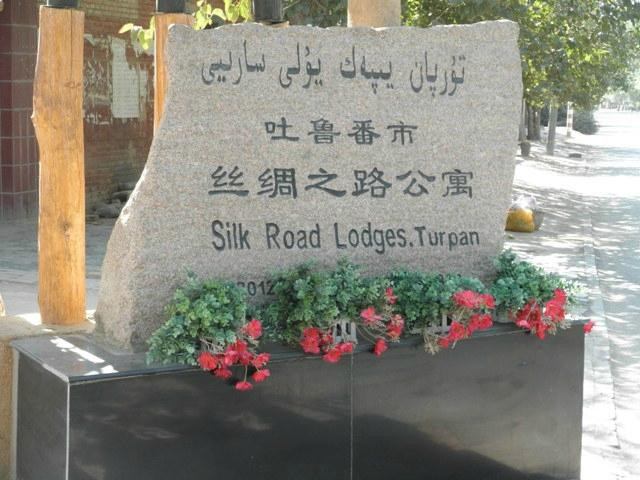 تۇرپان يىپەك يولى سارىيى
吐鲁番市
丝绸之路公寓
Silk Road Lodges.Turpan